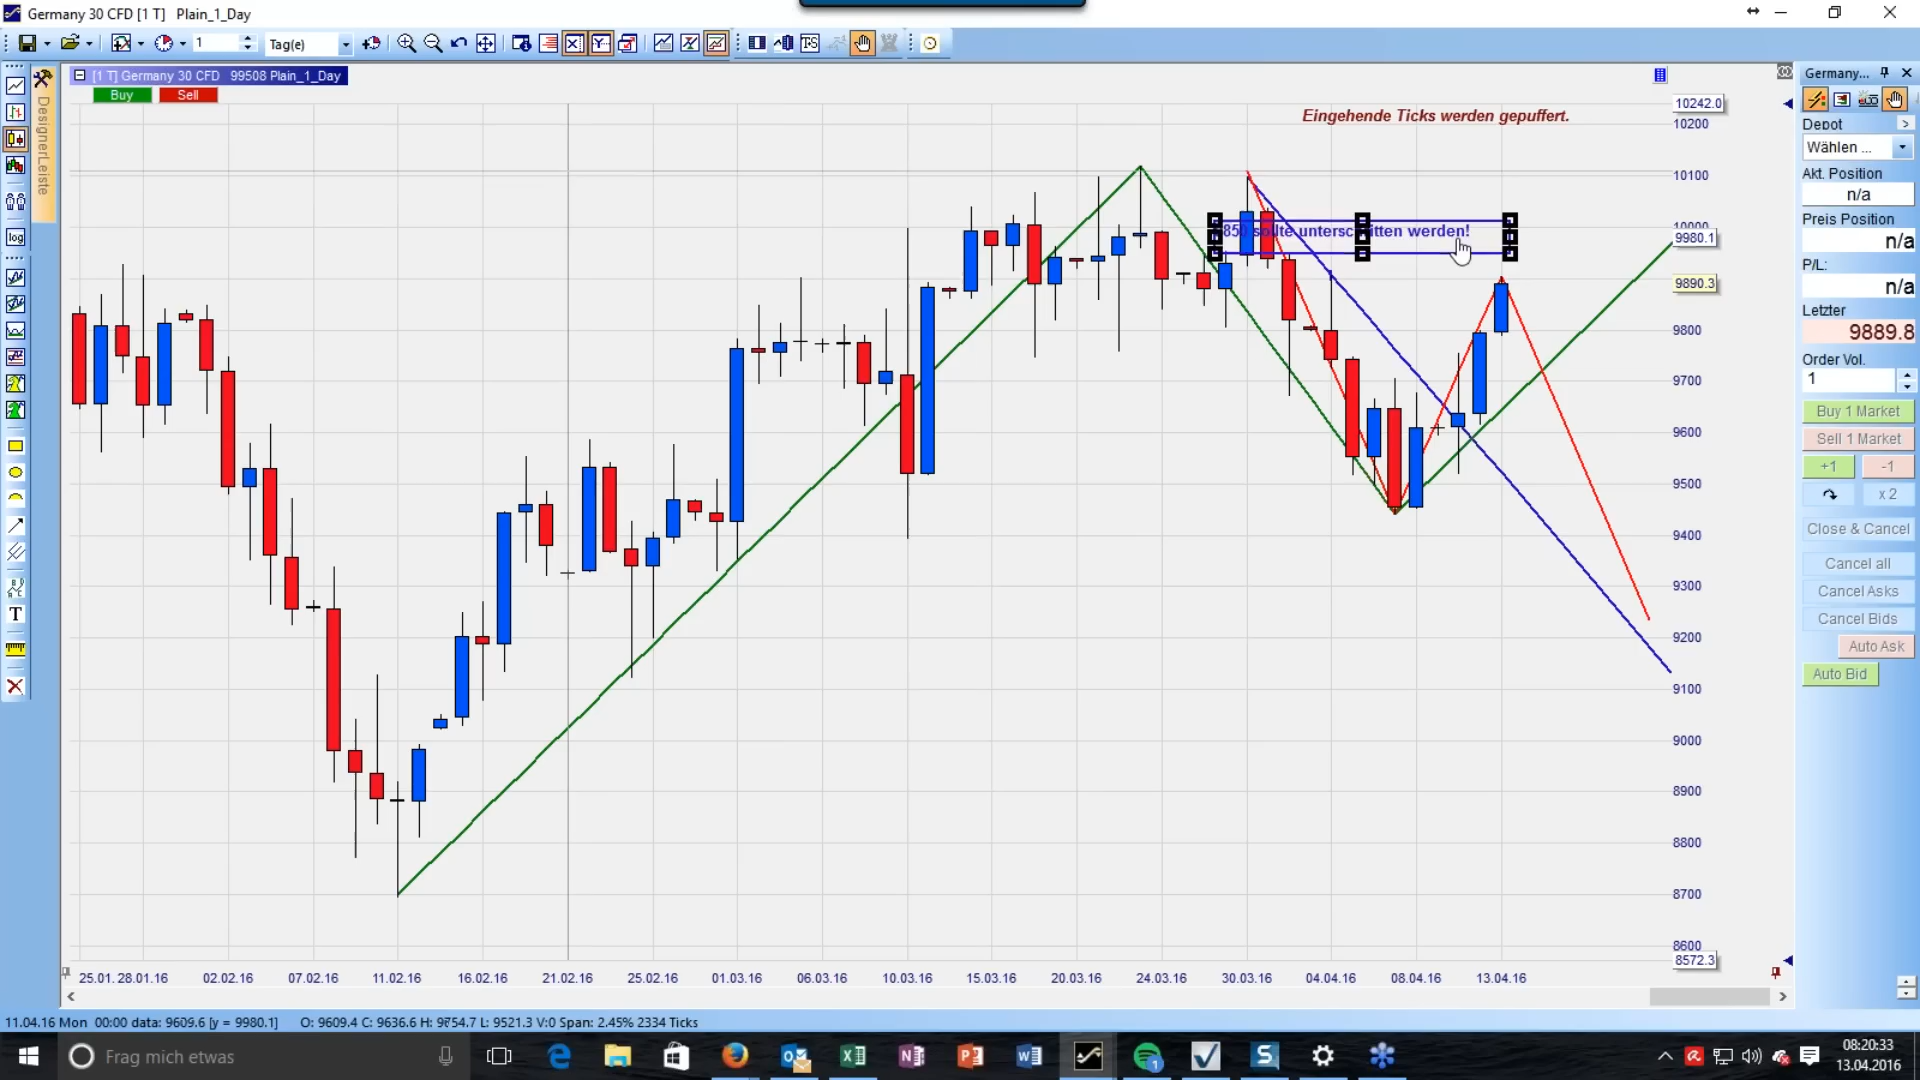 Germany 30 CFD [1 T] Plain_1_Day
1
Tag(e)
T-S
DesignerLeiste
log
T
[1 T] Germany 30 CFD 99508 Plain_1_Day
Buy
Sell
Eingehende Ticks werden gepuffert.
sollte werden!
10242.0
10200
10100
10000
9980.1
9890.3
9800
9700
9600
9500
9400
9300
9200
9100
9000
8900
8800
8700
8600
8572.3
25.01. 28.01.16 02.02.16 07.02.16 11.02.16 16.02.16 21.02.16 25.02.16 01.03.16 06.03.16 10.03.16 15.03.16 20.03.16 24.03.16 30.03.16 04.04.16 08.04.16 13.04.16
Germany...
Depot
Wählen ...
Akt. Position
n/a
Preis Position
n/a
P/L:
n/a
Letzter
9889.8
Order Vol.
1
Buy 1 Market
Sell 1 Market
+1
-1
x 2
Close & Cancel
Cancel all
Cancel Asks
Cancel Bids
Auto Ask
Auto Bid
11.04.16 Mon 00:00 data: 9609.6 [y = 9980.1] O: 9609.4 C: 9636.6 H: 9754.7 L: 9521.3 V:0 Span: 2.45% 2334 Ticks
Frag mich etwas
08:20:33
13.04.2016